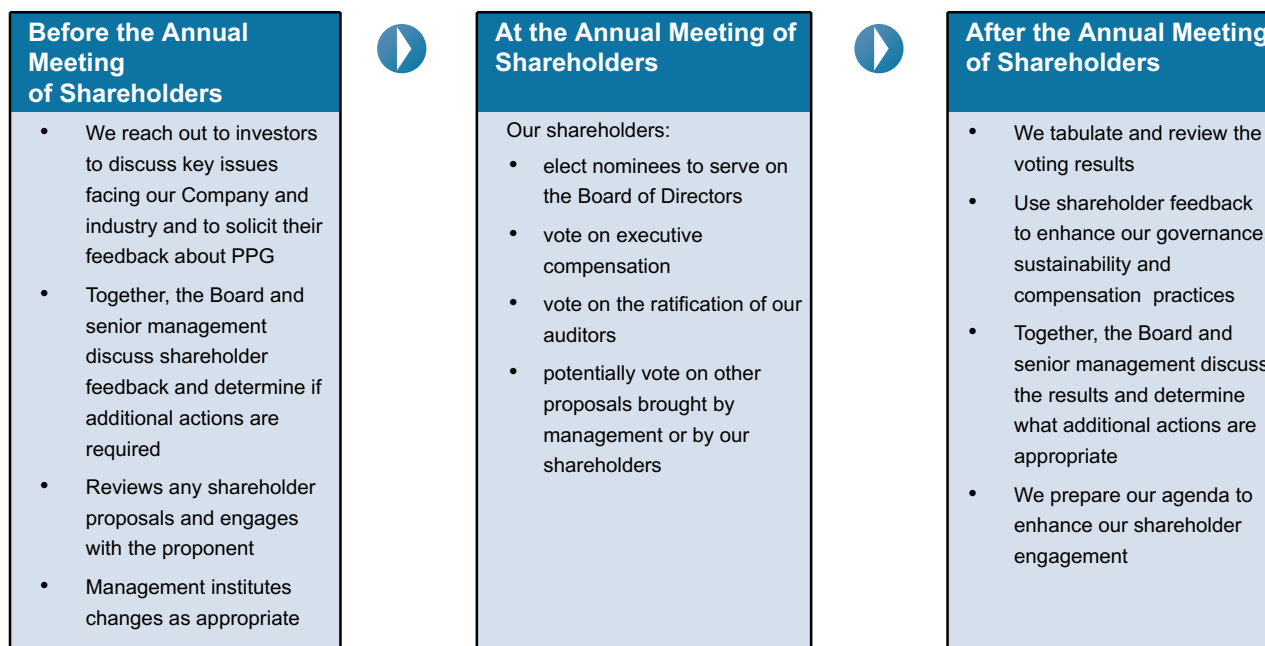 Before the Annual
Meeting
of Shareholders
• We reach out to investors
to discuss key issues
facing our Company and
industry and to solicit their
feedback about PPG
• Together, the Board and
senior management
discuss shareholder
feedback and determine if
additional actions are
required
• Reviews any shareholder
proposals and engages
with the proponent
• Management institutes
changes as appropriate
At the Annual Meeting of
Shareholders
Our shareholders:
• elect nominees to serve on
the Board of Directors
• vote on executive
compensation
• vote on the ratification of our
auditors
• potentially vote on other
proposals brought by
management or by our
shareholders
After the Annual Meeting
of Shareholders
• We tabulate and review the
voting results
• Use shareholder feedback
to enhance our governance
sustainability and
compensation practices
• Together, the Board and
senior management discuss
the results and determine
what additional actions are
appropriate
• We prepare our agenda to
enhance our shareholder
engagement